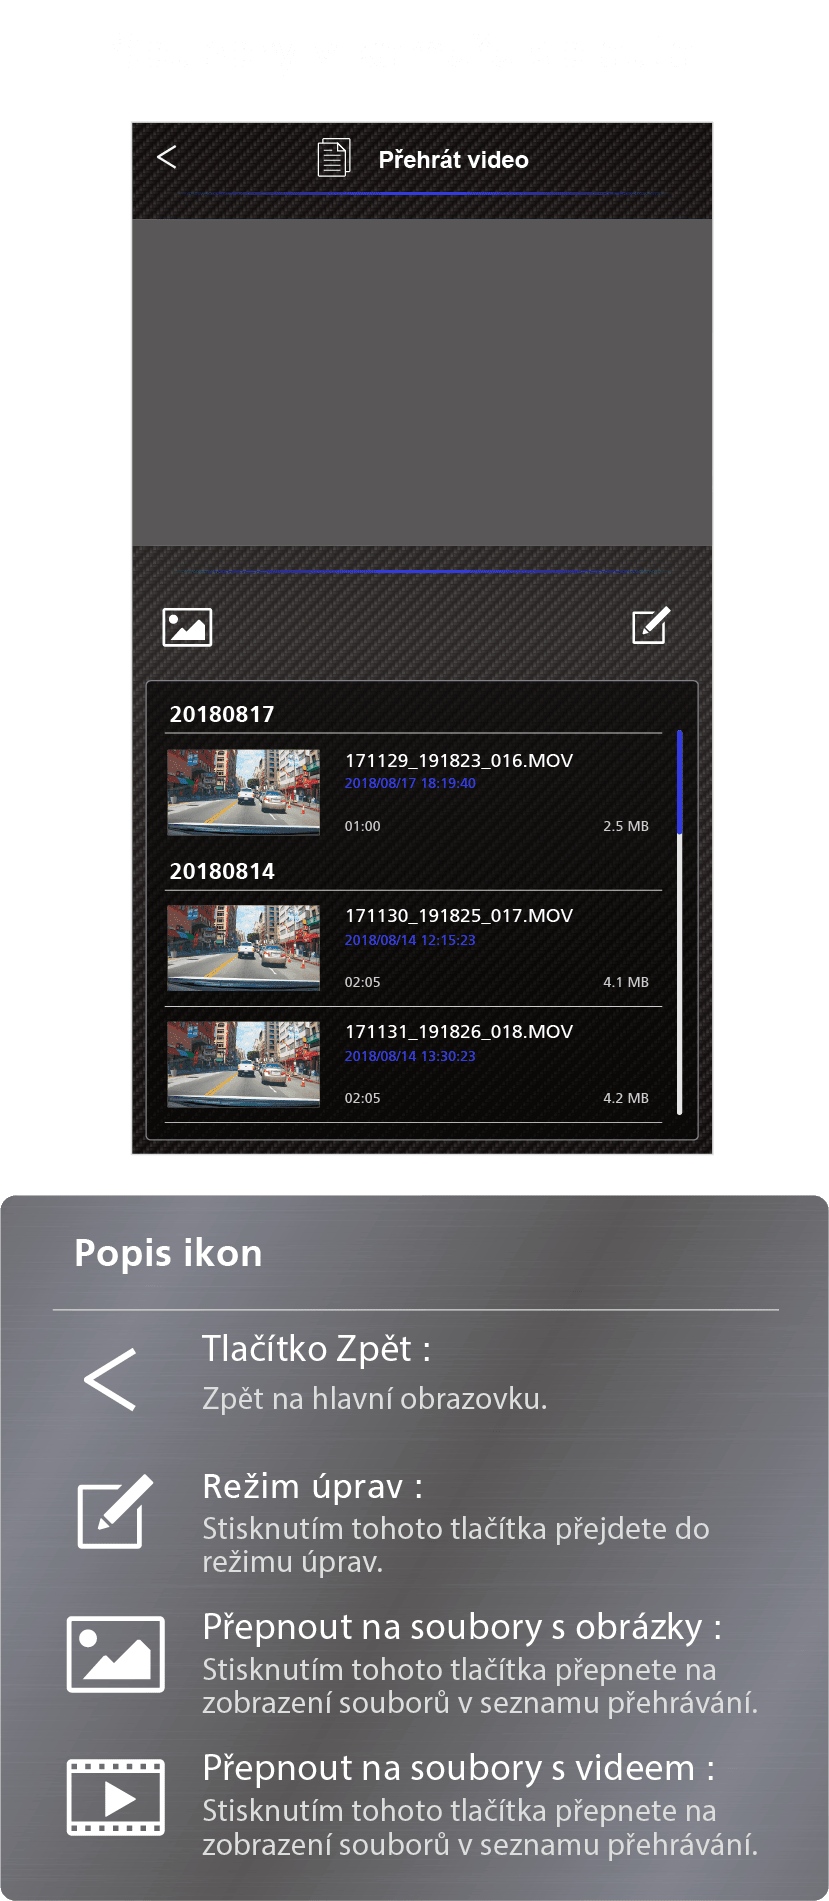 Přehrát video
20180817
171129_191823_016.MOV
2018/08/17 18:19:40
01:00 2.5 MB
20180814
171130_191825_017.MOV
2018/08/14 12:15:23
02:05 4.1 MB
171131_191826_018.MOV
2018/08/14 13:30:23
02:05 4.2 MB
Popis ikon
Tlačítko Zpět :
Zpět na hlavní obrazovku.
Režim úprav :
Stisknutím tohoto tlačítka přejdete do
režimu úprav.
Přepnout na soubory s obrázky :
Stisknutím tohoto tlačítka přepnete na
zobrazení souborů v seznamu přehrávání.
Přepnout na soubory s videem :
Stisknutím tohoto tlačítka přepnete na
zobrazení souborů v seznamu přehrávání.